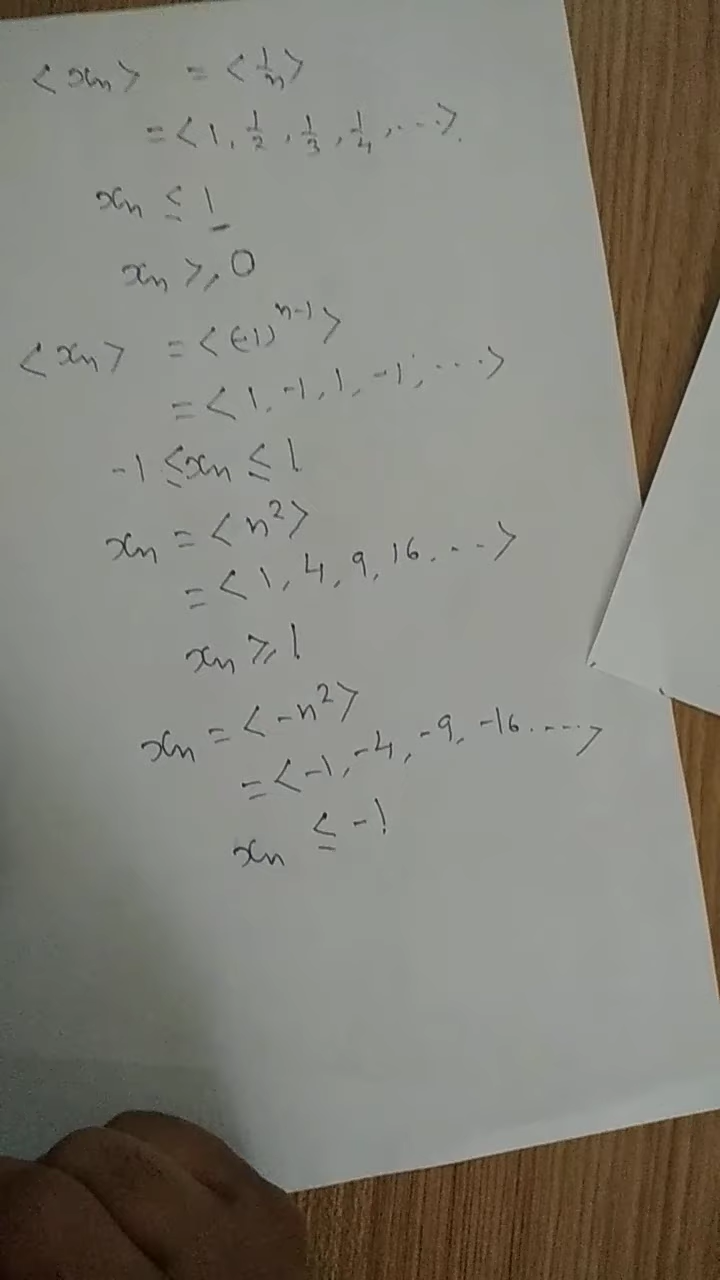 <xn> = <1/n>
= <1, 1/2, 1/3, 1/4, ...>
xn ≤ 1
xn ≥ 0
<xn> = <(-1)^{n-1}>
= <1, -1, 1, -1, ...>
-1 ≤ xn ≤ 1
xn = <n²>
= <1, 4, 9, 16, ...>
xn ≥ 1
xn = <-n²>
= <-1, -4, -9, -16 ....>
xn ≤ -1